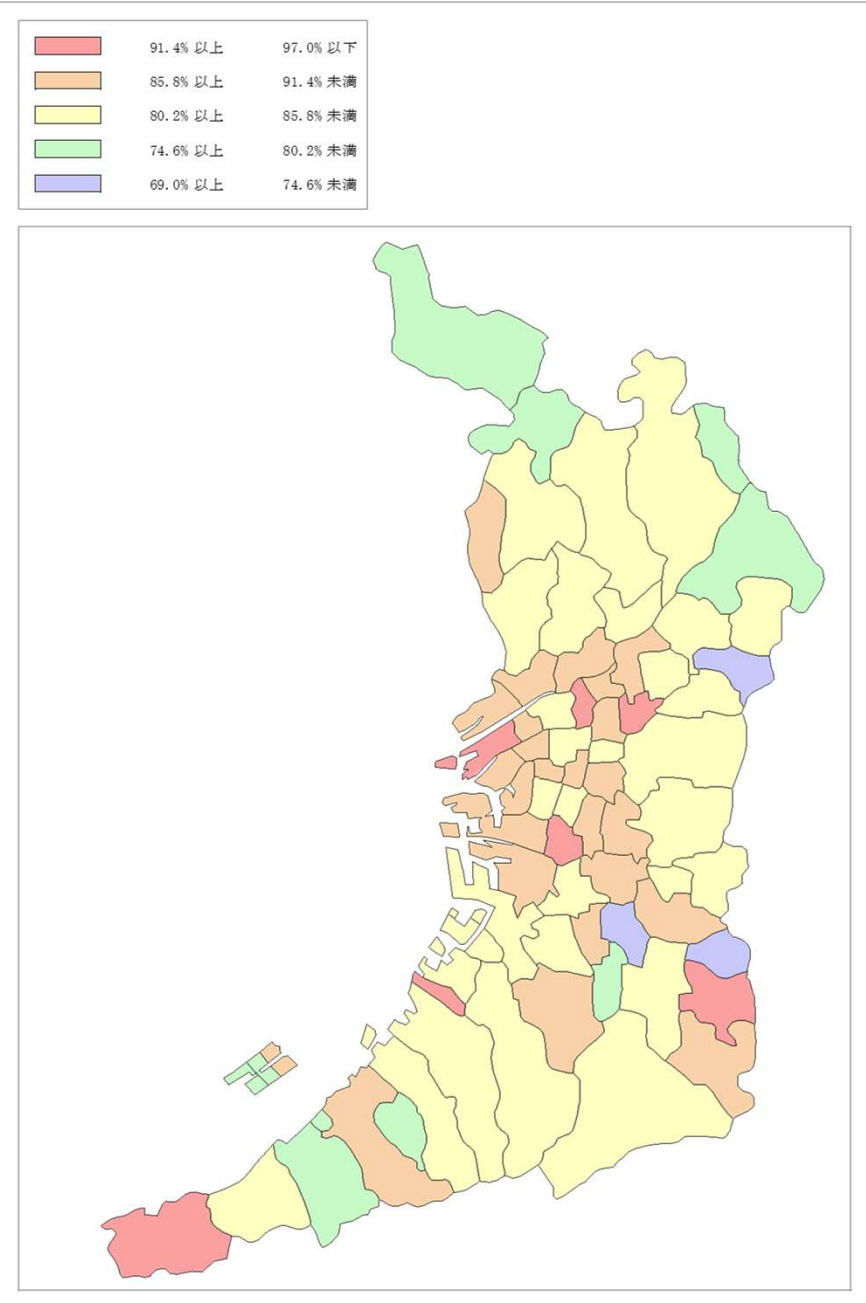 91.4% 以上 97.0% 以下
85.8% 以上 91.4% 未満
80.2% 以上 85.8% 未満
74.6% 以上 80.2% 未満
69.0% 以上 74.6% 未満